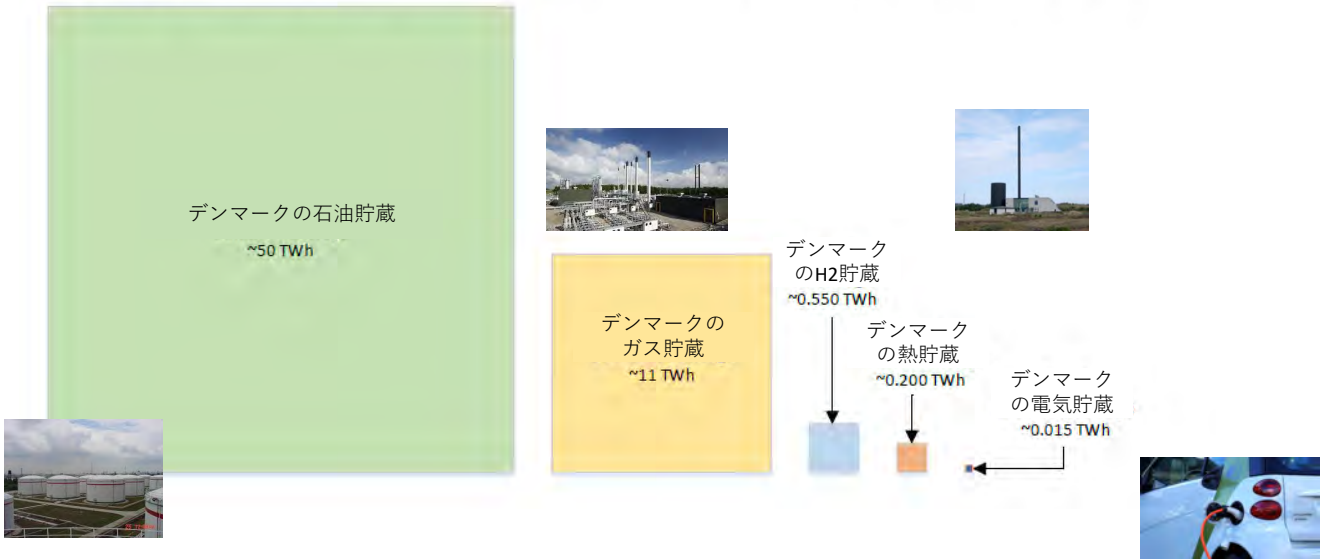 デンマークの石油貯蔵
~50 TWh
デンマークの
ガス貯蔵
~11 TWh
デンマーク
のH2貯蔵
~0.550 TWh
デンマーク
の熱貯蔵
~0.200 TWh
デンマーク
の電気貯蔵
~0.015 TWh